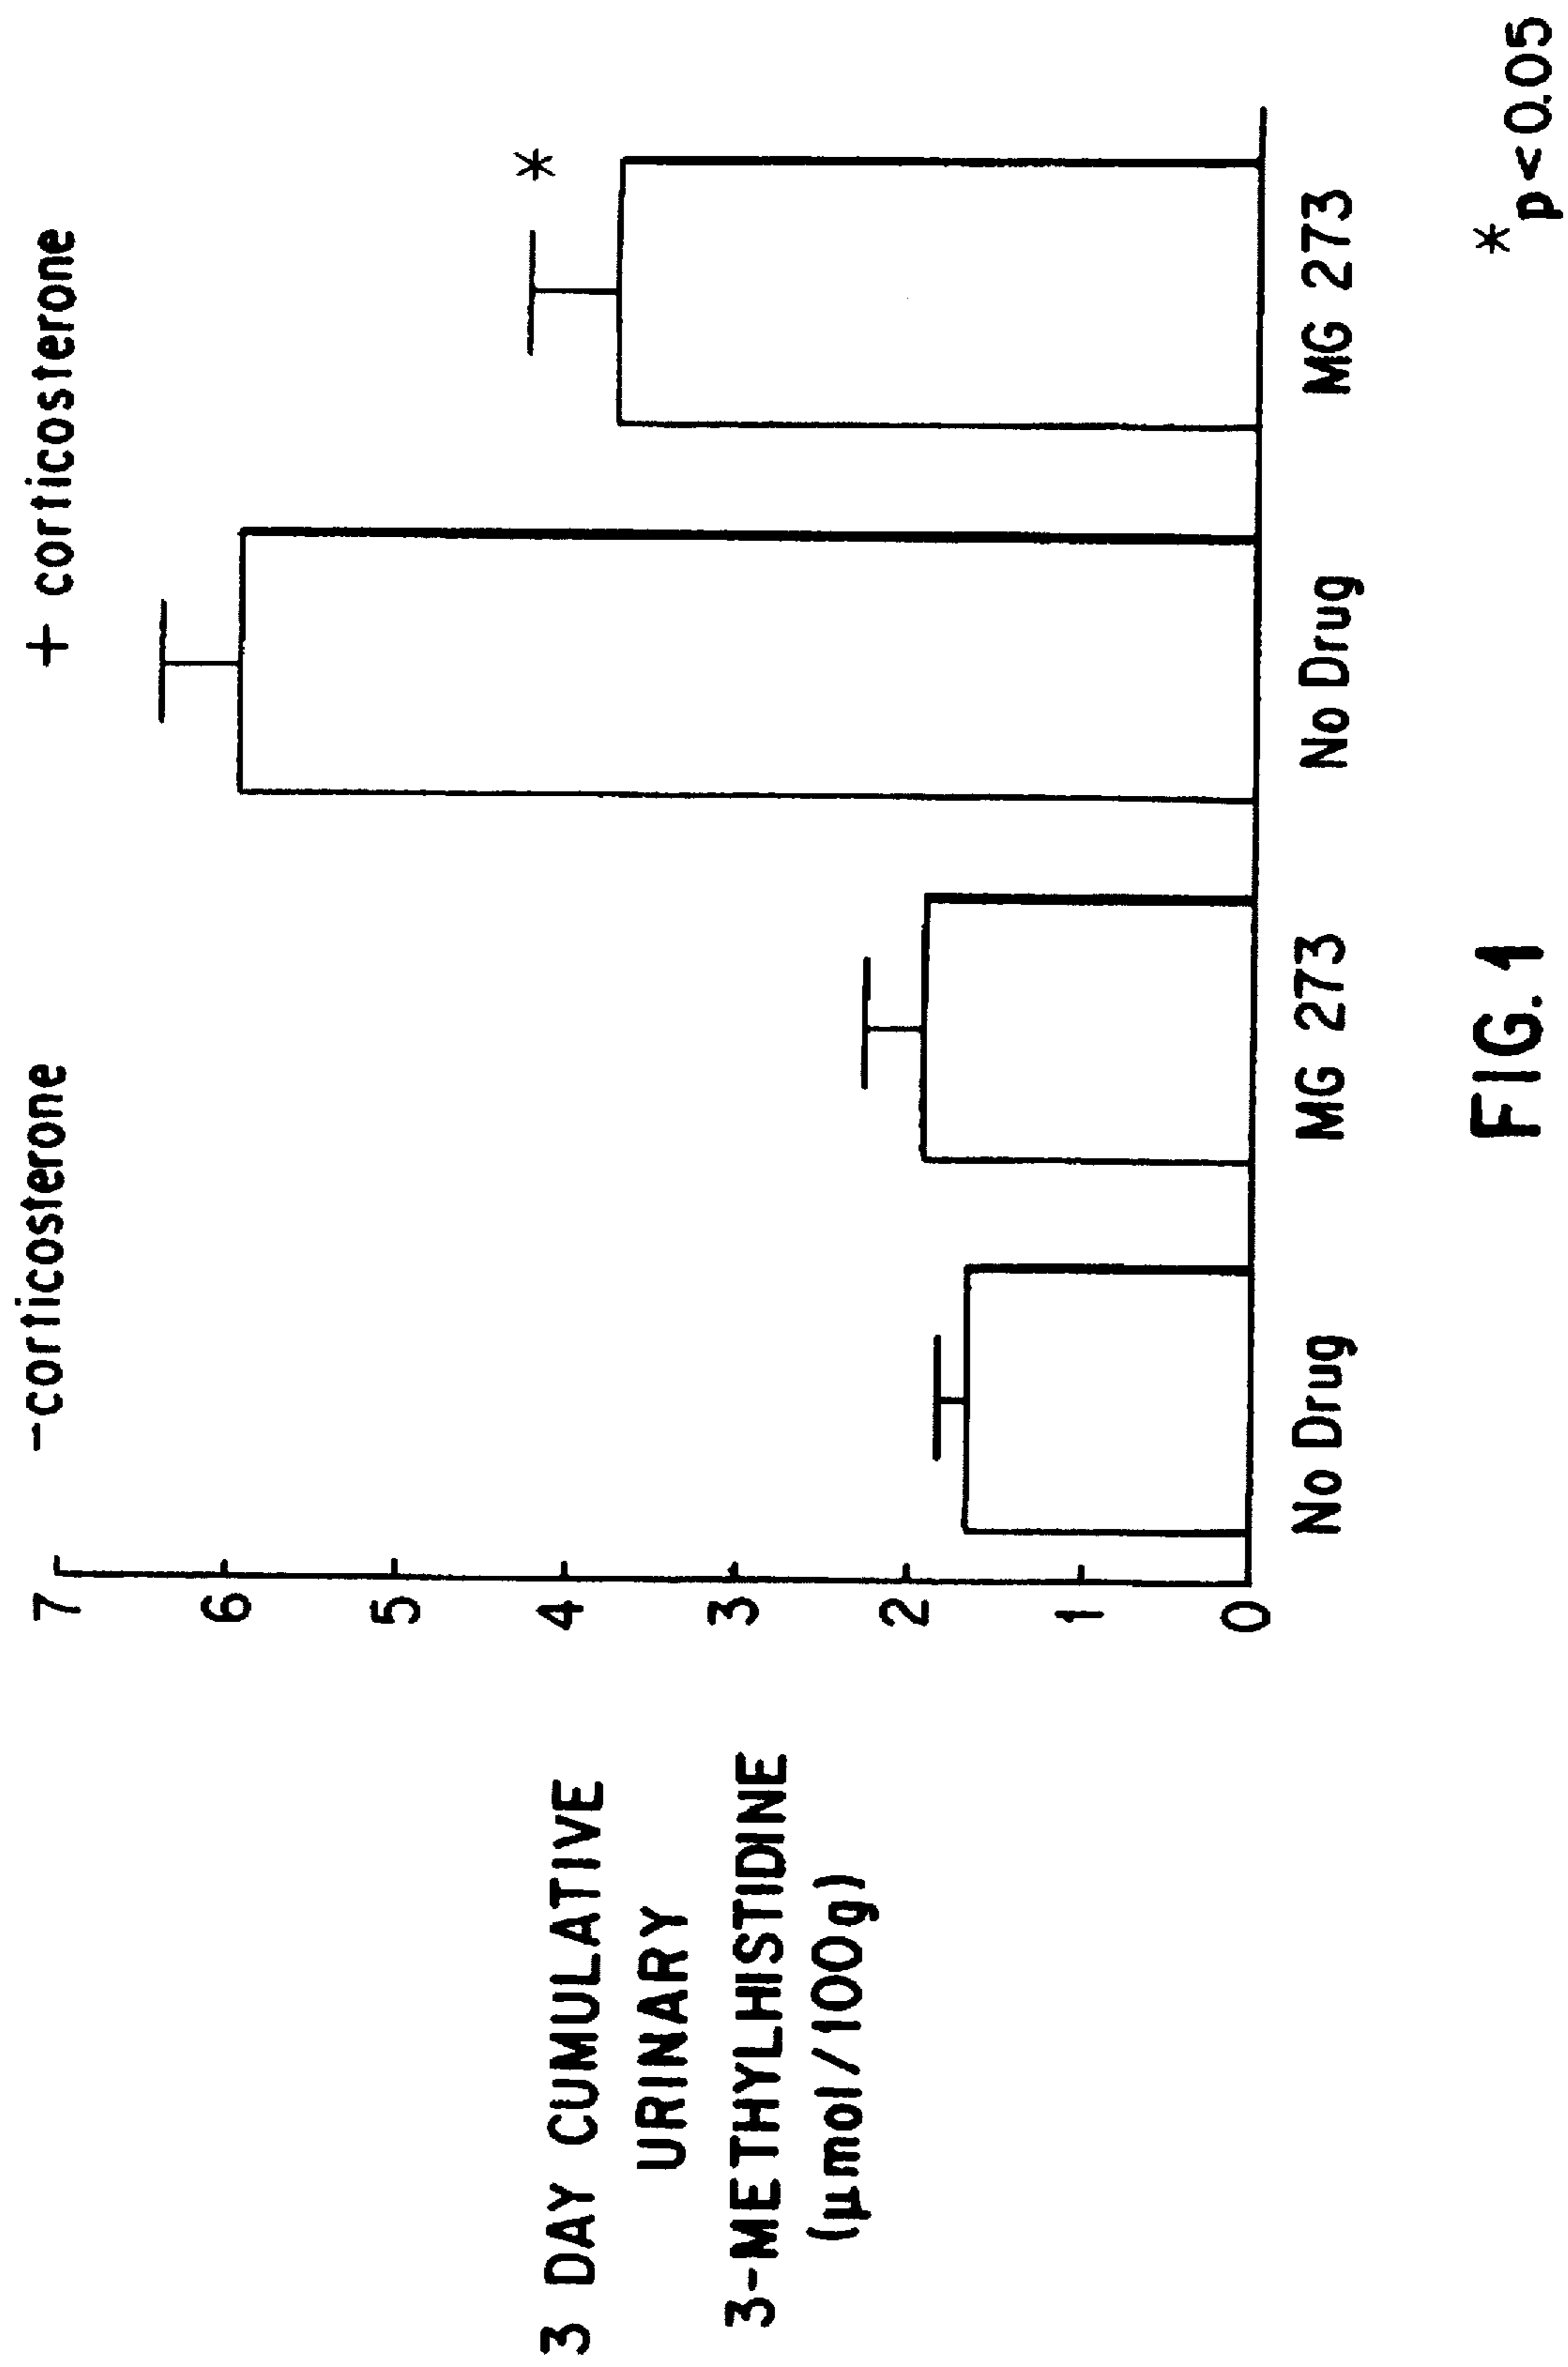 -corticosterone
+ corticosterone
7
6
5
4
3
2
1
0
3 DAY CUMULATIVE
URINARY
3-METHYLHISTIDINE
(μmol/100g)
*
No Drug
MG 273
No Drug
MG 273
FIG. 1
*p<0.05